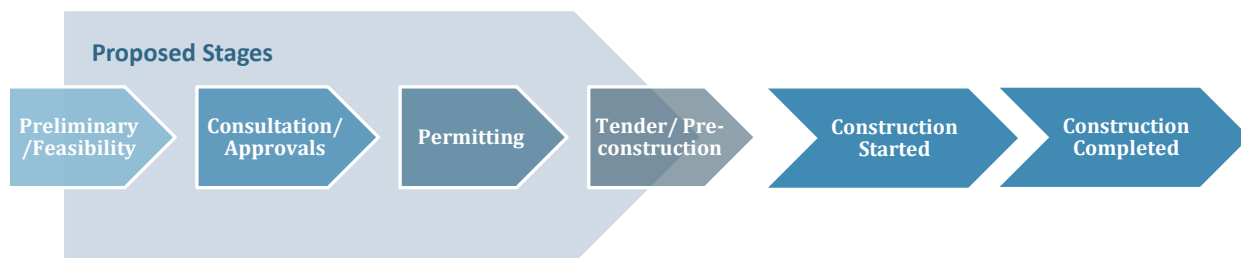 Proposed Stages
Preliminary
/Feasibility
Consultation/
Approvals
Permitting
Tender/ Pre-
construction
Construction
Started
Construction
Completed